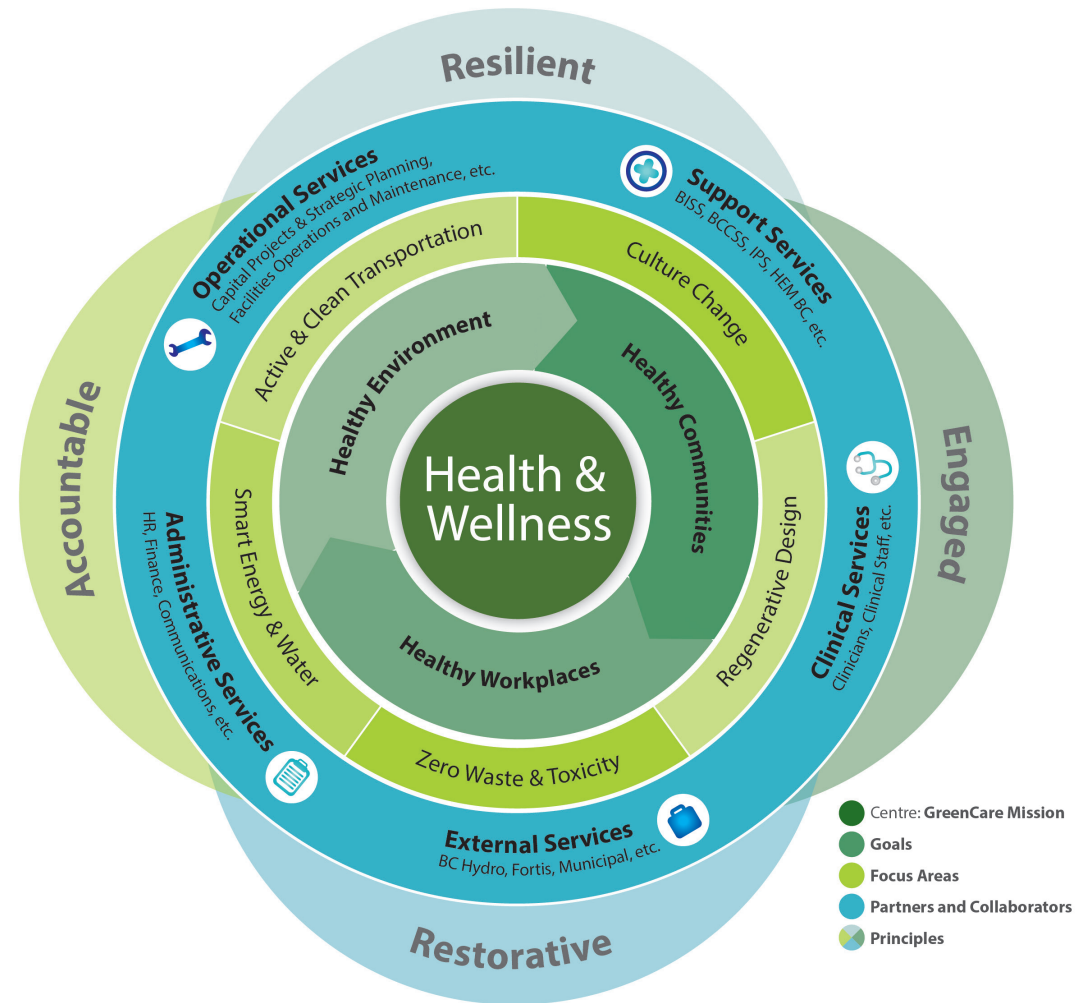 Resilient
Operational Services
Capital Projects & Strategic Planning,
Facilities Operations and Maintenance, etc.
Support Services
BISS, BCCSS, IPS, HEM BC, etc.
Active & Clean Transportation
Culture Change
Healthy Environment
Healthy Communities
Accountable
Engaged
Health &
Wellness
Clinical Services
Clinicians, Clinical Staff, etc.
Administrative Services
HR, Finance, Communications, etc.
Smart Energy & Water
Regenerative Design
Healthy Workplaces
Zero Waste & Toxicity
External Services
BC Hydro, Fortis, Municipal, etc.
Restorative
Centre: GreenCare Mission
Goals
Focus Areas
Partners and Collaborators
Principles